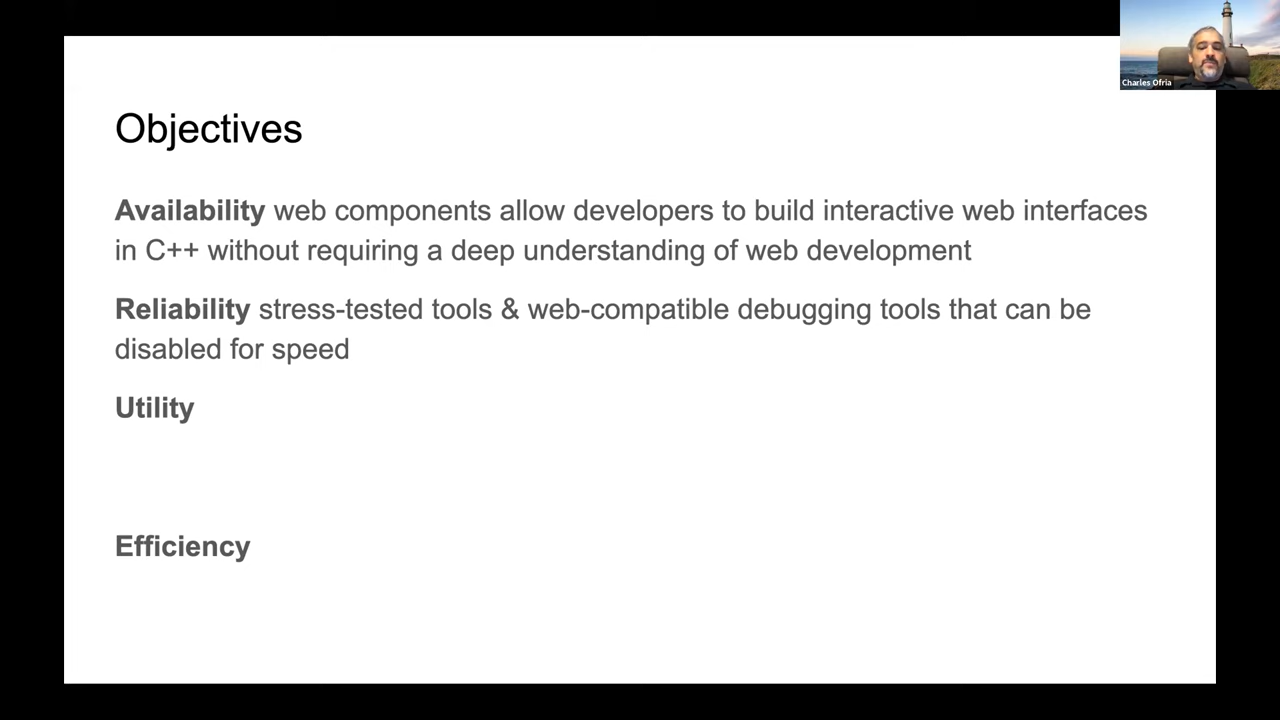 Charles Ofria
Objectives
Availability web components allow developers to build interactive web interfaces
in C++ without requiring a deep understanding of web development
Reliability stress-tested tools & web-compatible debugging tools that can be
disabled for speed
Utility
Efficiency